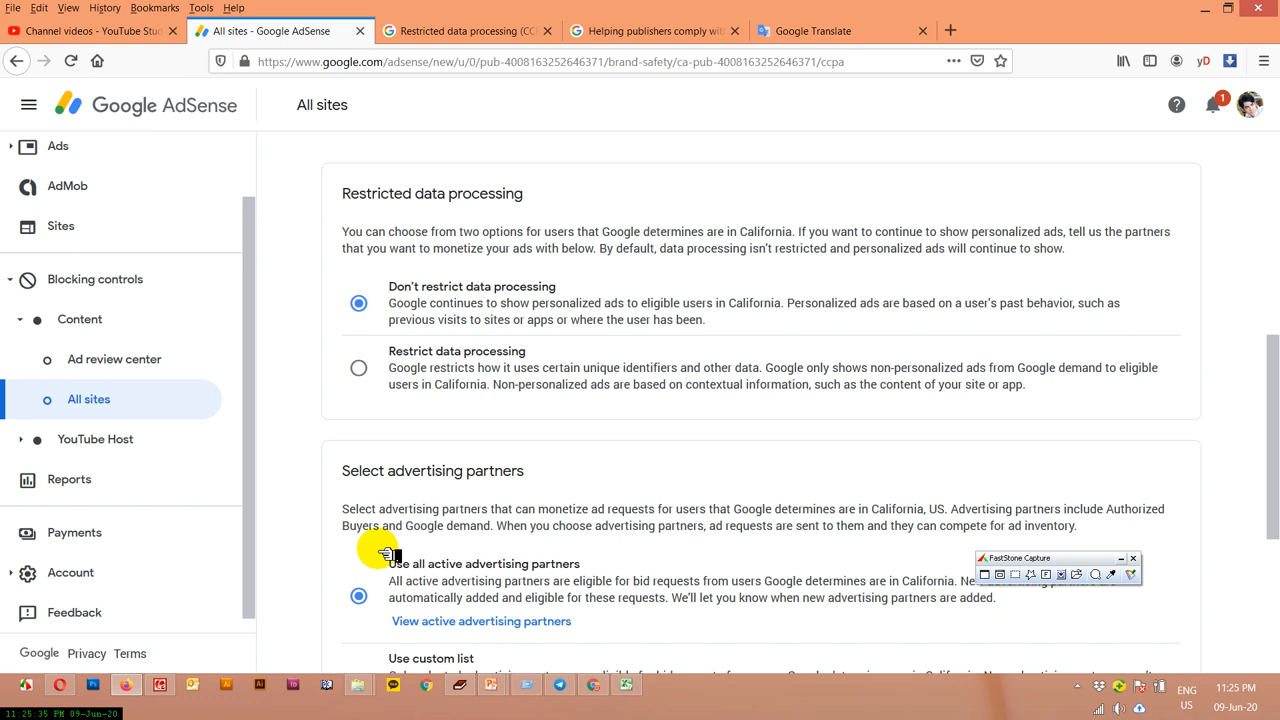 File Edit View History Bookmarks Tools Help
Channel videos - YouTube Stud
All sites - Google AdSense
Restricted data processing (CC
Helping publishers comply wit
Google Translate
https://www.google.com/adsense/new/u/0/pub-4008163252646371/brand-safety/ca-pub-4008163252646371/ccpa
yD
Google AdSense
All sites
1
Ads
AdMob
Sites
Blocking controls
Content
Ad review center
All sites
YouTube Host
Reports
Payments
Account
Feedback
Google Privacy Terms
Restricted data processing
You can choose from two options for users that Google determines are in California. If you want to continue to show personalized ads, tell us the partners
that you want to monetize your ads with below. By default, data processing isn't restricted and personalized ads will continue to show.
Don't restrict data processing
Google continues to show personalized ads to eligible users in California. Personalized ads are based on a user's past behavior, such as
previous visits to sites or apps or where the user has been.
Restrict data processing
Google restricts how it uses certain unique identifiers and other data. Google only shows non-personalized ads from Google demand to eligible
users in California. Non-personalized ads are based on contextual information, such as the content of your site or app.
Select advertising partners
Select advertising partners that can monetize ad requests for users that Google determines are in California, US. Advertising partners include Authorized
Buyers and Google demand. When you choose advertising partners, ad requests are sent to them and they can compete for ad inventory.
Use all active advertising partners
All active advertising partners are eligible for bid requests from users Google determines are in California.
automatically added and eligible for these requests. We'll let you know when new advertising partners are added.
View active advertising partners
Use custom list
FastStone Capture
ENG
US
11:25 PM
09-Jun-20
11:25:35 PM 09-Jun-20